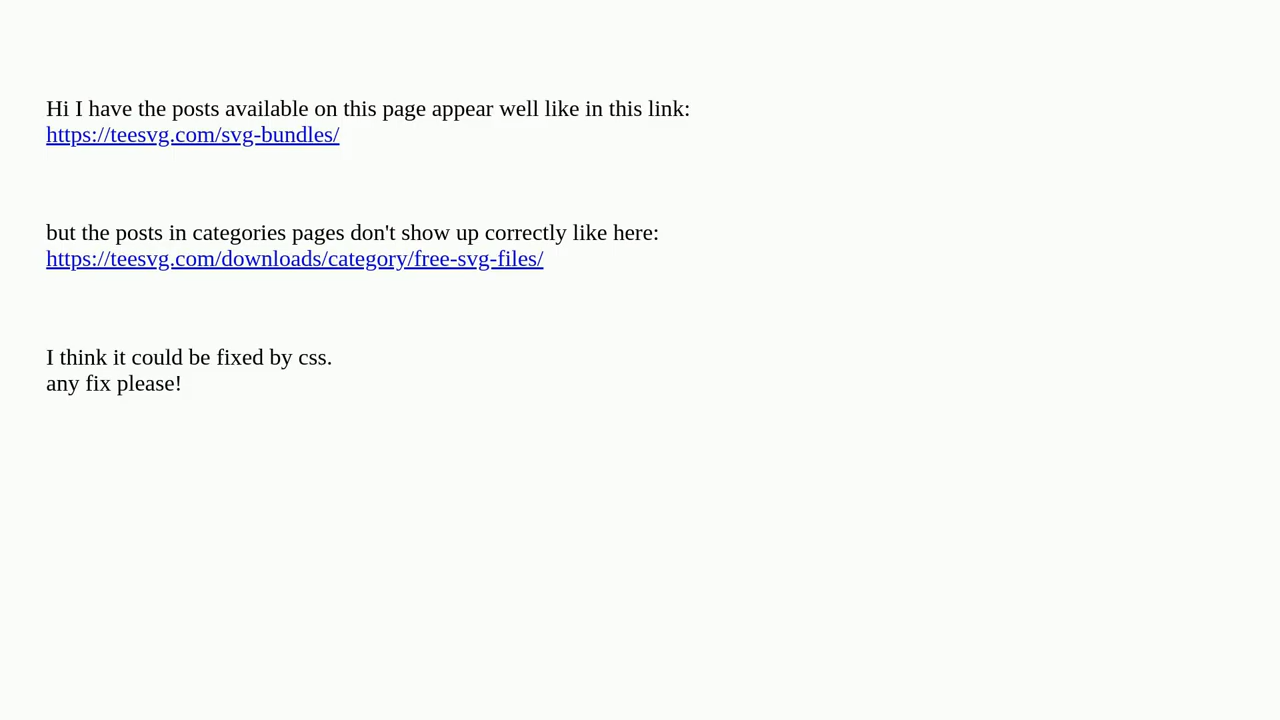 Hi I have the posts available on this page appear well like in this link:
https://teesvg.com/svg-bundles/
but the posts in categories pages don't show up correctly like here:
https://teesvg.com/downloads/category/free-svg-files/
I think it could be fixed by css.
any fix please!